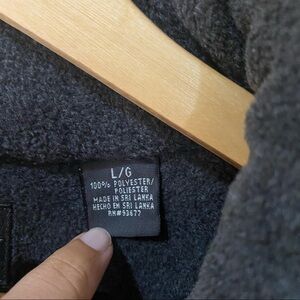 L/G
100% POLYESTER/
POLIESTER
MADE IN SRI LANKA
HECHO EN SRI LANKA
RN#93677